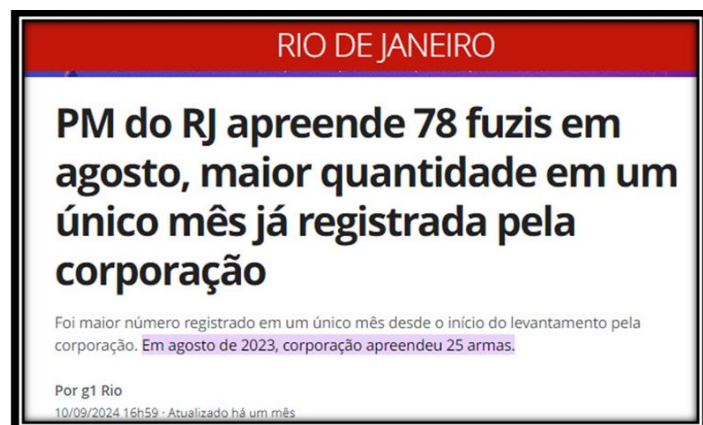 RIO DE JANEIRO
PM do RJ apreende 78 fuzis em
agosto, maior quantidade em um
único mês já registrada pela
corporação
Foi maior número registrado em um único mês desde o início do levantamento pela
corporação. Em agosto de 2023, corporação apreendeu 25 armas.
Por g1 Rio
10/09/2024 16h59 · Atualizado há um mês